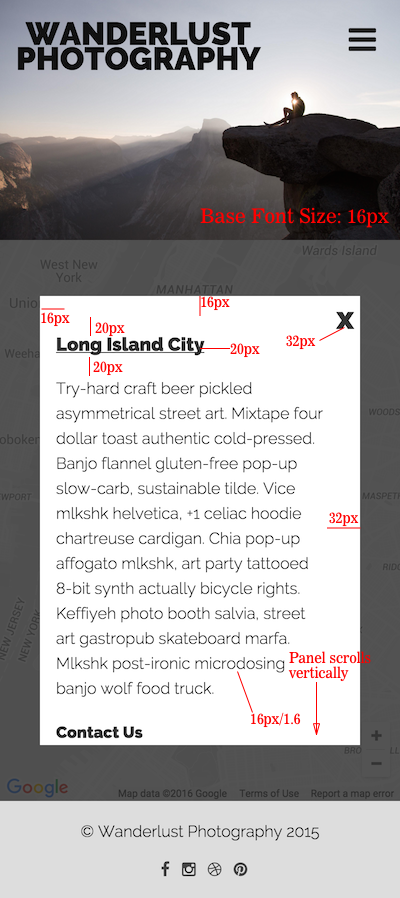 WANDERLUST
PHOTOGRAPHY
Base Font Size: 16px
Wards Island
West New
York
MANHATTAN
Unio
16px
16px
X
20px
32px
Long Island City
20px
Weeha
20px
Try-hard craft beer pickled
asymmetrical street art. Mixtape four
WOODS
dollar toast authentic cold-pressed.
oboken
Banjo flannel gluten-free pop-up
slow-carb, sustainable tilde. Vice
EWPORT
MASPETH
mlkshk helvetica, +1 celiac hoodie
32px
chartreuse cardigan. Chia pop-up
affogato mlkshk, art party tattooed
RIDG
8-bit synth actually bicycle rights.
Keffiyeh photo booth salvia, street
NEW JERSEY
NEW YORK
art gastropub skateboard marfa.
Mlkshk post-ironic microdosing
Panel scrolls
vertically
banjo wolf food truck.
16px/1.6
Contact Us
+
BRO
−
Google
Map data ©2016 Google
Terms of Use
Report a map error
© Wanderlust Photography 2015